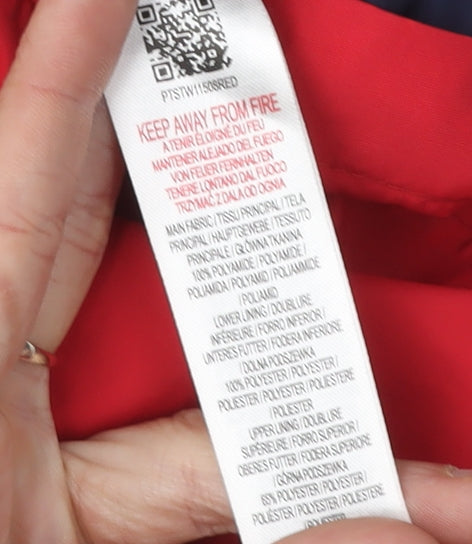 PTSTW11508RED
KEEP AWAY FROM FIRE
A TENIR ÉLOIGNÉ DU FEU
MANTENER ALEJADO DEL FUEGO
VON FEUER FERNHALTEN
TENERE LONTANO DAL FUOCO
TRZYMAĆ Z DALA OD OGNIA
MAIN FABRIC / TISSU PRINCIPAL / TELA
PRINCIPAL / HAUPTGEWEBE / TESSUTO
PRINCIPALE / GŁÓWNA TKANINA
100% POLYAMIDE / POLYAMIDE /
POLIAMIDA / POLYAMID / POLIAMMIDE
/ POLIAMID
LOWER LINING / DOUBLURE
INFÉRIEURE / FORRO INFERIOR /
UNTERES FUTTER / FODERA INFERIORE
/ DOLNA PODSZEWKA
100% POLYESTER / POLYESTER /
POLIÉSTER / POLYESTER / POLIESTERE
/ POLIESTER
UPPER LINING / DOUBLURE
SUPÉRIEURE / FORRO SUPERIOR /
OBERES FUTTER / FODERA SUPERIORE
/ GÓRNA PODSZEWKA
65% POLYESTER / POLYESTER /
POLIÉSTER / POLYESTER / POLIESTERE
/ POLIESTER